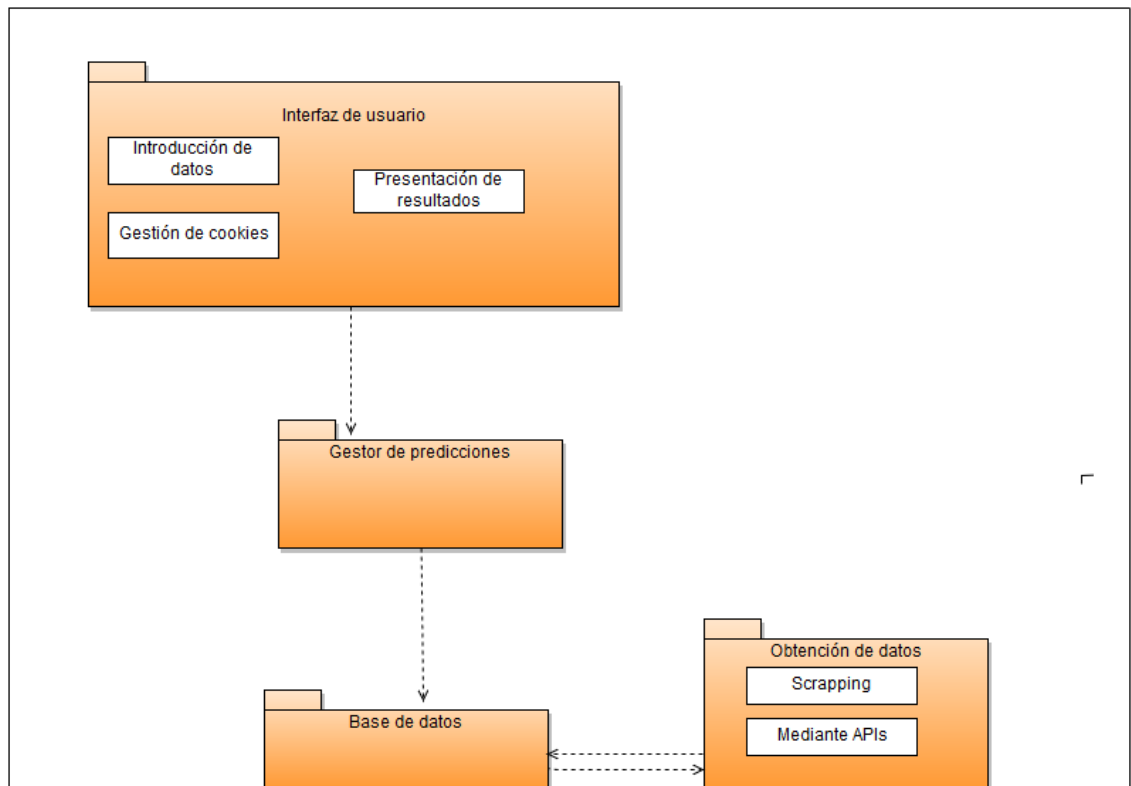 Interfaz de usuario
Introducción de
datos
Presentación de
resultados
Gestión de cookies
Gestor de predicciones
Obtención de datos
Scrapping
Base de datos
Mediante APIs